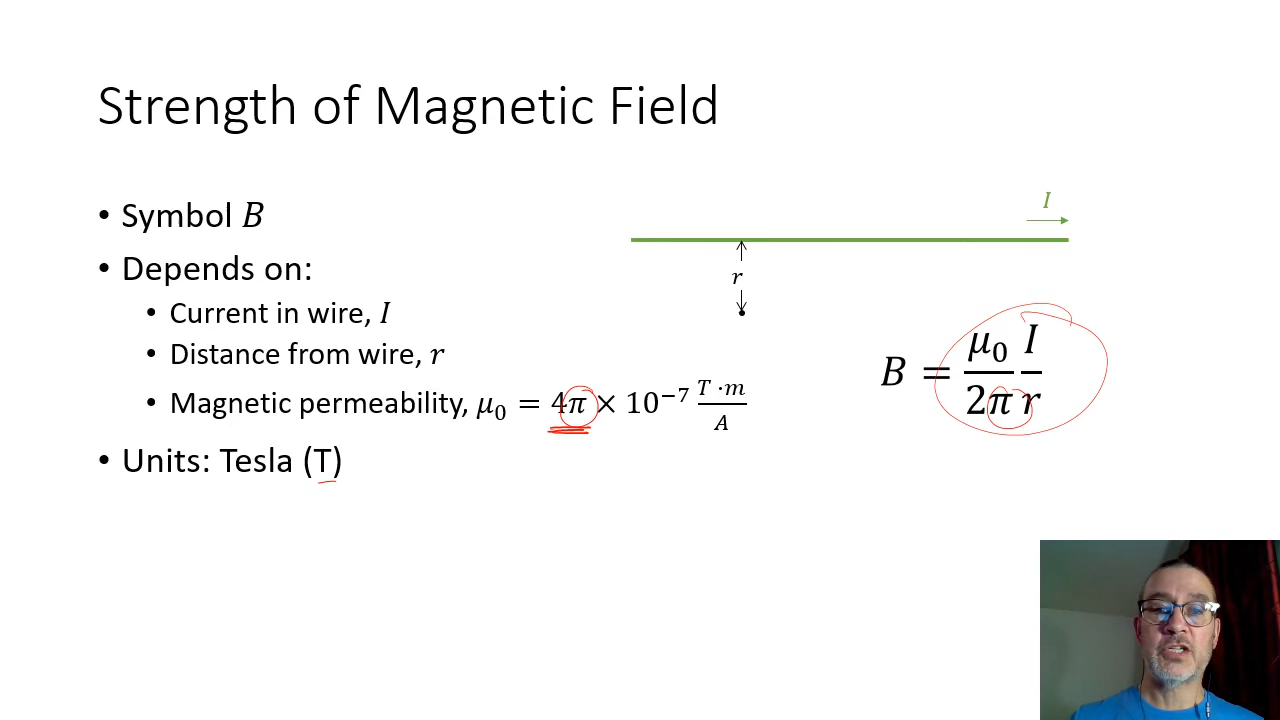 Strength of Magnetic Field
• Symbol B
• Depends on:
• Current in wire, I
• Distance from wire, r
• Magnetic permeability, μ₀ = 4π × 10⁻⁷ T·m/A
• Units: Tesla (T)
I
r
B = μ₀/2π I/r